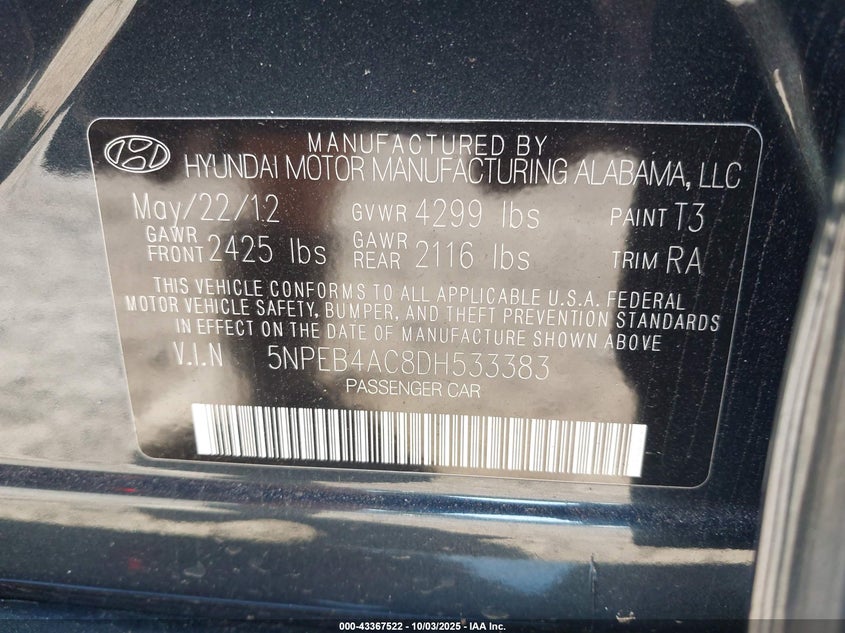 MANUFACTURED BY
HYUNDAI MOTOR MANUFACTURING ALABAMA, LLC
May/22/12 GVWR 4299 lbs PAINT T3
GAWR FRONT 2425 lbs GAWR REAR 2116 lbs TRIM RA
THIS VEHICLE CONFORMS TO ALL APPLICABLE U.S.A. FEDERAL
MOTOR VEHICLE SAFETY, BUMPER, AND THEFT PREVENTION STANDARDS
IN EFFECT ON THE DATE OF MANUFACTURE SHOWN ABOVE
V.I.N 5NPEB4AC8DH533383
PASSENGER CAR
000-43367522 - 10/03/2025 - IAA Inc.